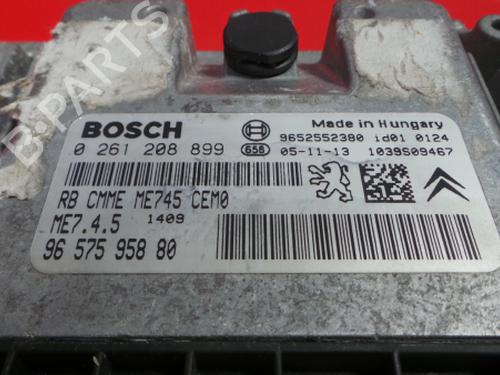 BOSCH
Made in Hungary
0 261 208 899
9652552380 id01 0124
656 05-11-13 1039S09467
RB CMME ME745 CEM0
ME7.4.5 1409
96 575 958 80